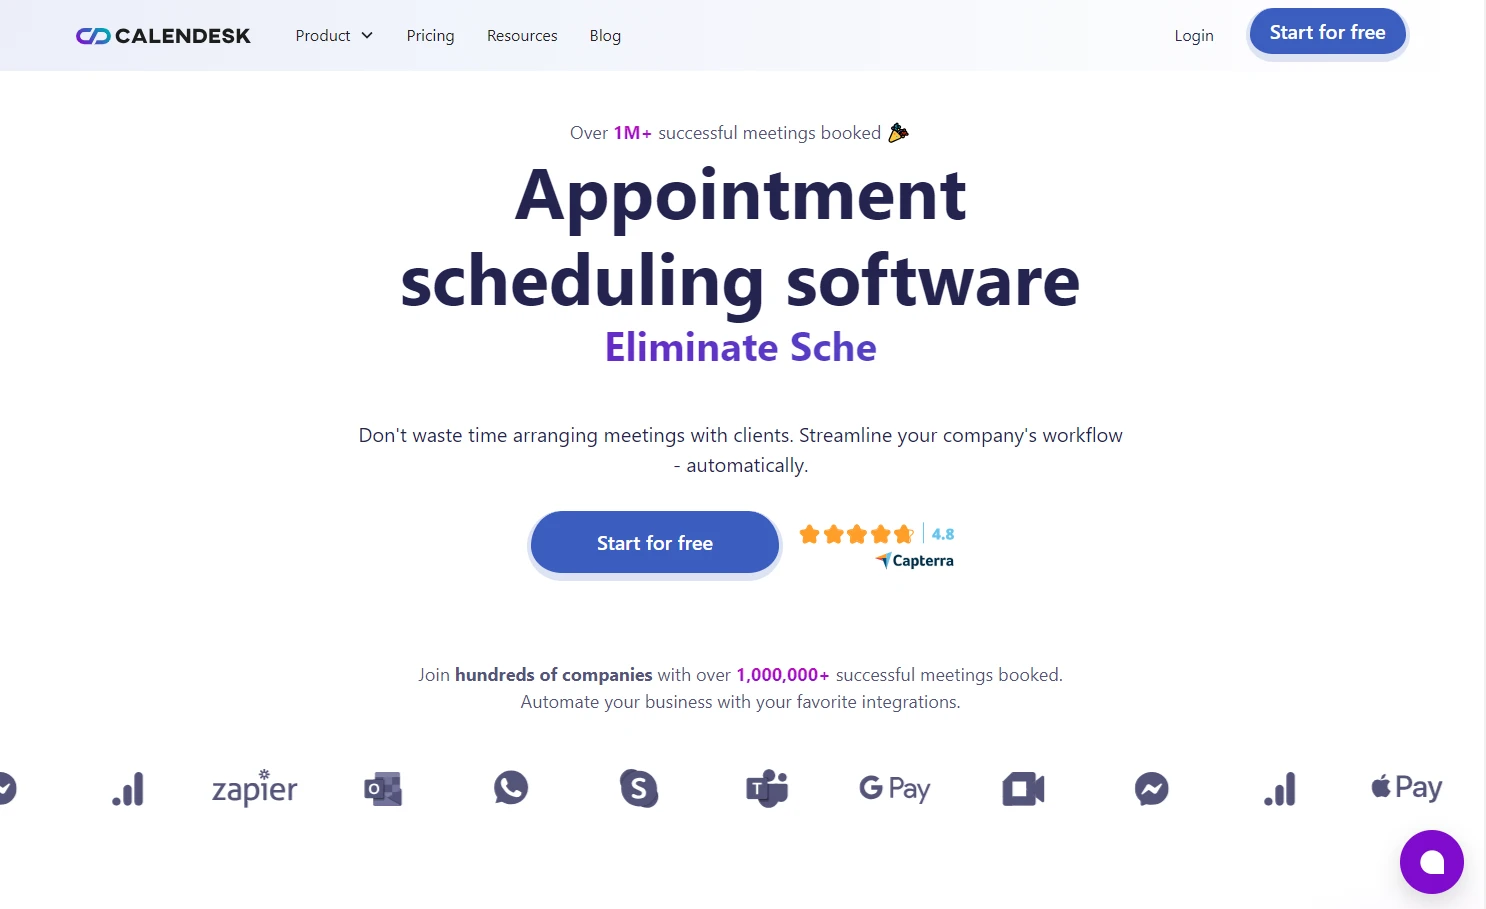 CALENDESK
Product
Pricing
Resources
Blog
Login
Start for free
Over 1M+ successful meetings booked
Appointment
scheduling software
Eliminate Sche
Don't waste time arranging meetings with clients. Streamline your company's workflow
- automatically.
Start for free
4.8
Capterra
Join hundreds of companies with over 1,000,000+ successful meetings booked.
Automate your business with your favorite integrations.
zapier
O
S
T
G Pay
Pay